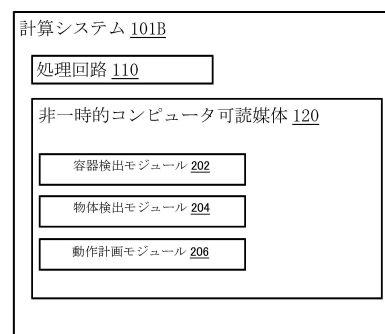 計算システム 101B
処理回路 110
非一時的コンピュータ可読媒体 120
容器検出モジュール 202
物体検出モジュール 204
動作計画モジュール 206